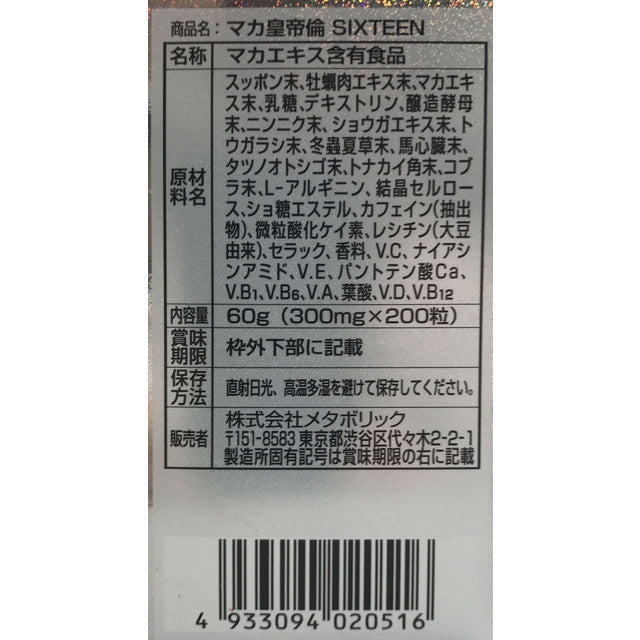 商品名：マカ皇帝倫 SIXTEEN
名称 マカエキス含有食品
原材料名
スッポン末、牡蠣肉エキス末、マカエキ
ス末、乳糖、デキストリン、醸造酵母
末、ニンニク末、ショウガエキス末、ト
ウガラシ末、冬蟲夏草末、馬心臓末、
タツノオトシゴ末、トナカイ角末、コブ
ラ末、L-アルギニン、結晶セルロー
ス、ショ糖エステル、カフェイン(抽出
物)、微粒酸化ケイ素、レシチン(大豆
由来)、セラック、香料、V.C、ナイアシ
ンアミド、V.E、パントテン酸Ca、
V.B₁、V.B₆、V.A、葉酸、V.D、V.B₁₂
内容量 60g（300mg×200粒）
賞味期限 枠外下部に記載
保存方法 直射日光、高温多湿を避けて保存してください。
販売者
株式会社メタボリック
〒151-8583 東京都渋谷区代々木2-2-1
製造所固有記号は賞味期限の右に記載
4 933094 020516